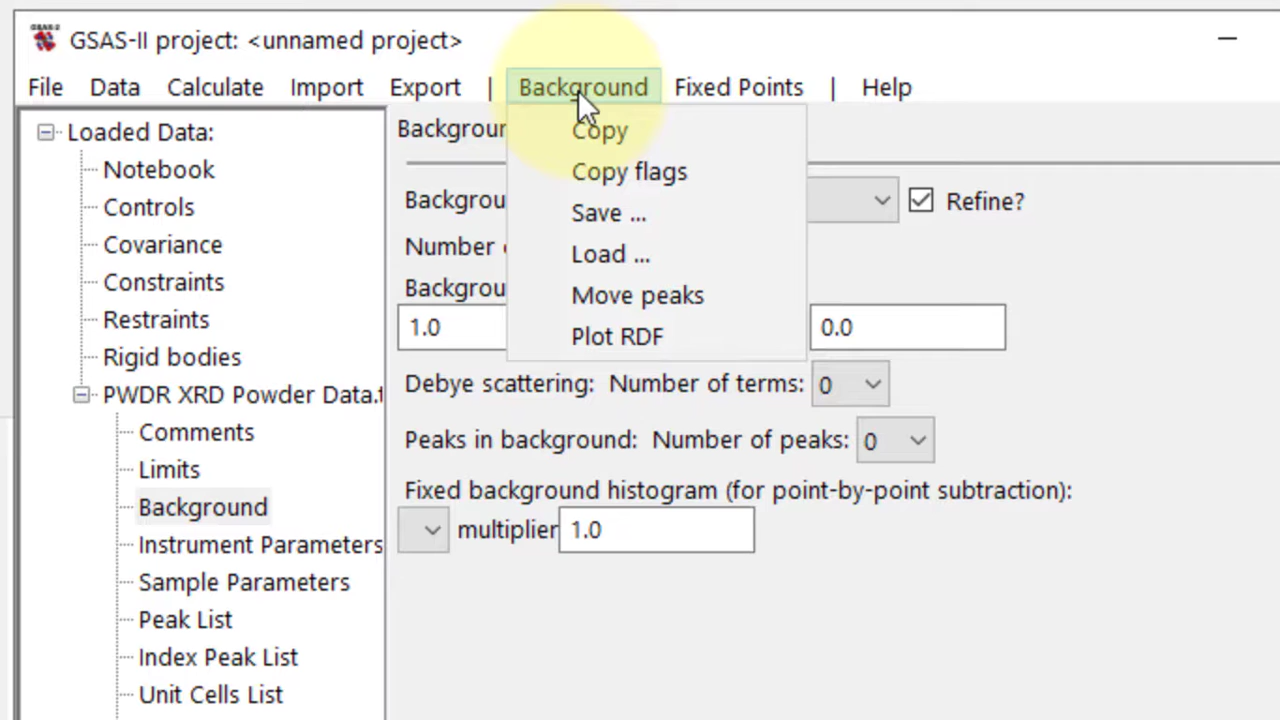 GSAS-II project: <unnamed project>
File Data Calculate Import Export | Background Fixed Points | Help
Loaded Data:
Notebook
Controls
Covariance
Constraints
Restraints
Rigid bodies
PWDR XRD Powder Data.
Comments
Limits
Background
Instrument Parameters
Sample Parameters
Peak List
Index Peak List
Unit Cells List
Copy
Copy flags
Save ...
Load ...
Move peaks
Plot RDF
Refine?
Number
1.0 0.0
Debye scattering: Number of terms: 0
Peaks in background: Number of peaks: 0
Fixed background histogram (for point-by-point subtraction):
multiplier 1.0